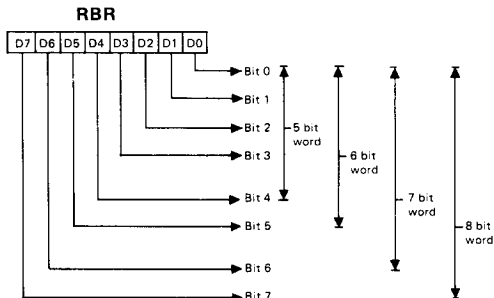 RBR
D7 D6 D5 D4 D3 D2 D1 D0
Bit 0
Bit 1
Bit 2
5 bit
word
Bit 3
6 bit
word
Bit 4
7 bit
word
Bit 5
8 bit
word
Bit 6
Bit 7